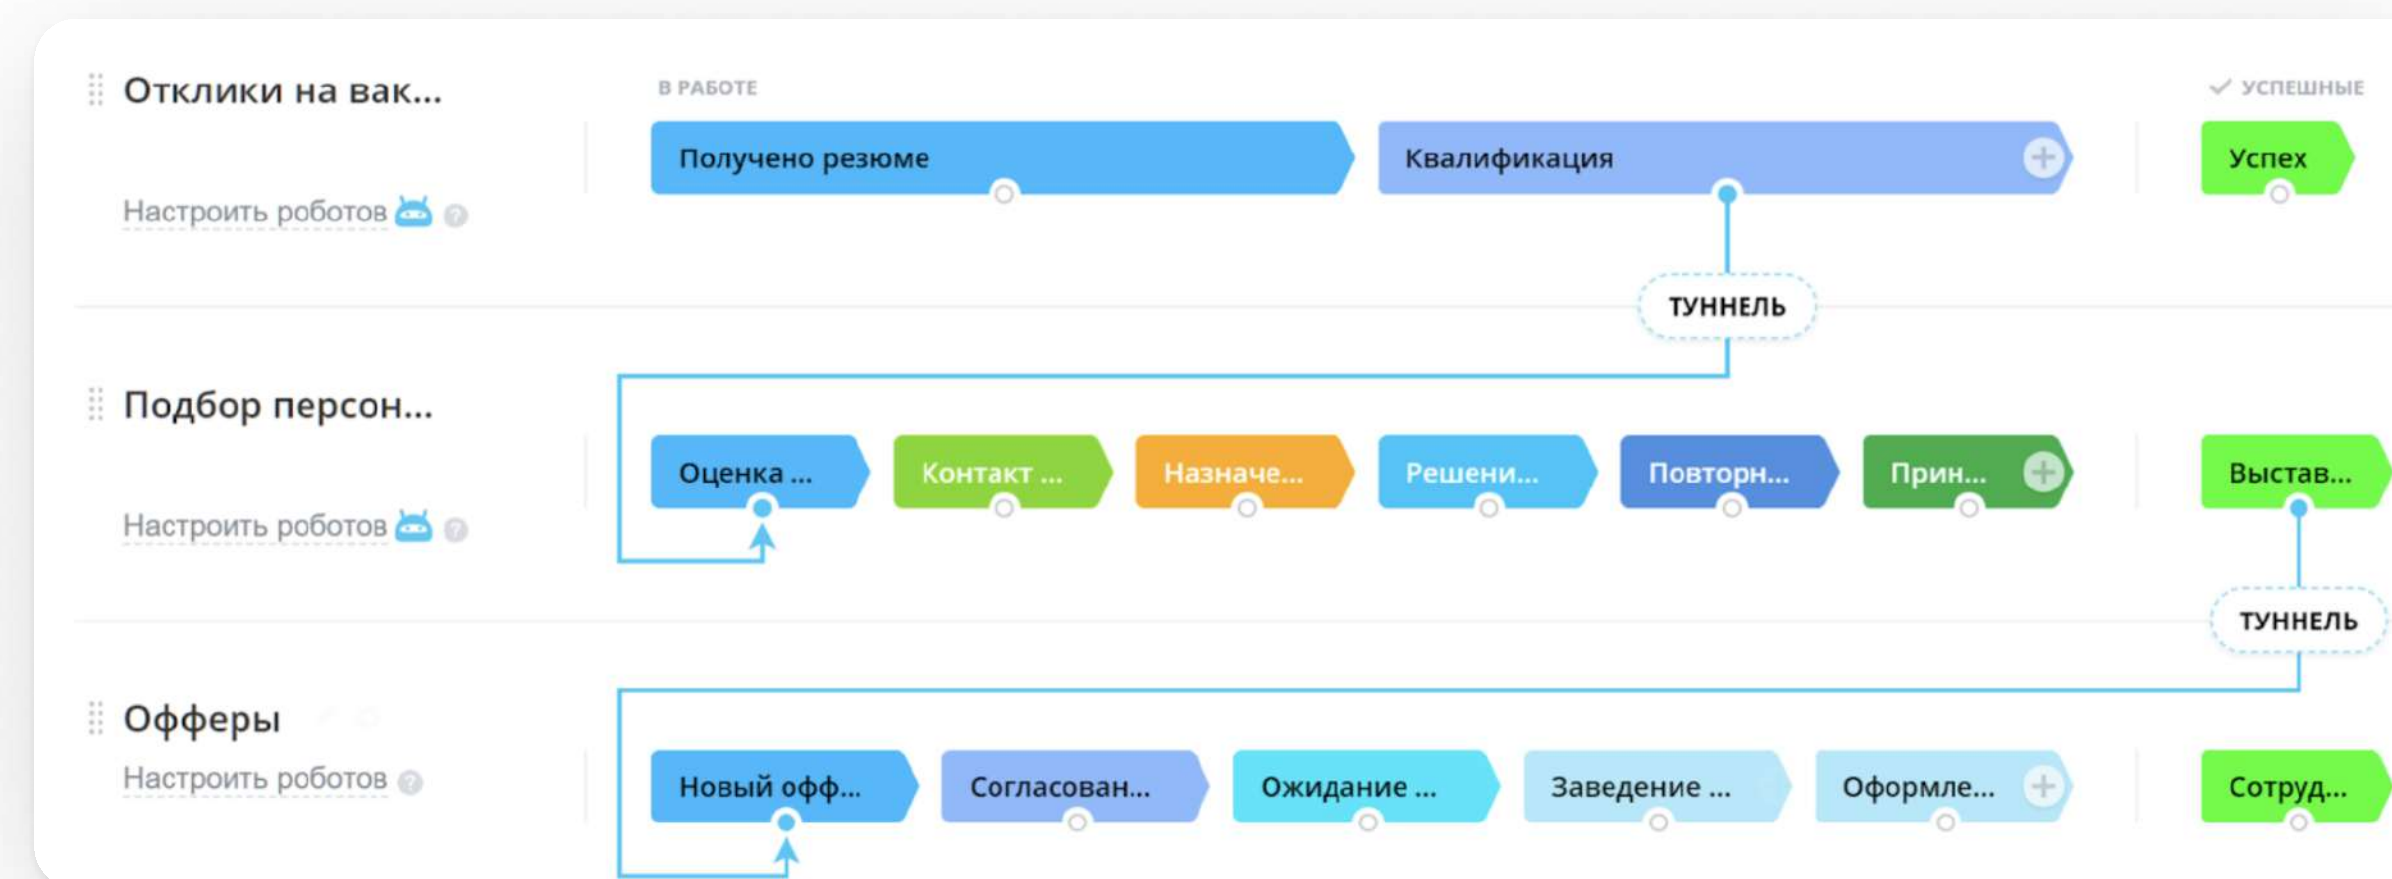 Отклики на вак...
В РАБОТЕ
УСПЕШНЫЕ
Получено резюме
Квалификация
Успех
Настроить роботов
ТУННЕЛЬ
Подбор персон...
Оценка ...
Контакт ...
Назначе...
Решени...
Повторн...
Прин...
Выстав...
Настроить роботов
ТУННЕЛЬ
Офферы
Настроить роботов
Новый офф...
Согласован...
Ожидание ...
Заведение ...
Оформле...
Сотруд...